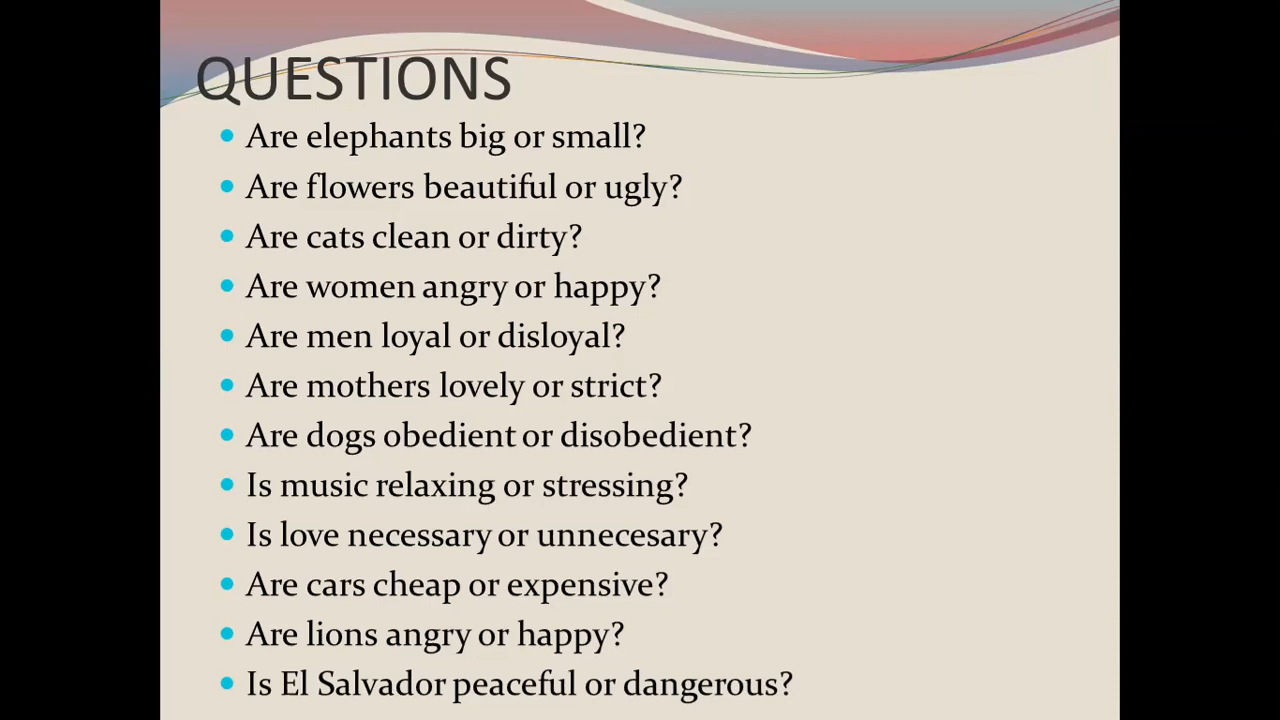 QUESTIONS
Are elephants big or small?
Are flowers beautiful or ugly?
Are cats clean or dirty?
Are women angry or happy?
Are men loyal or disloyal?
Are mothers lovely or strict?
Are dogs obedient or disobedient?
Is music relaxing or stressing?
Is love necessary or unnecesary?
Are cars cheap or expensive?
Are lions angry or happy?
Is El Salvador peaceful or dangerous?